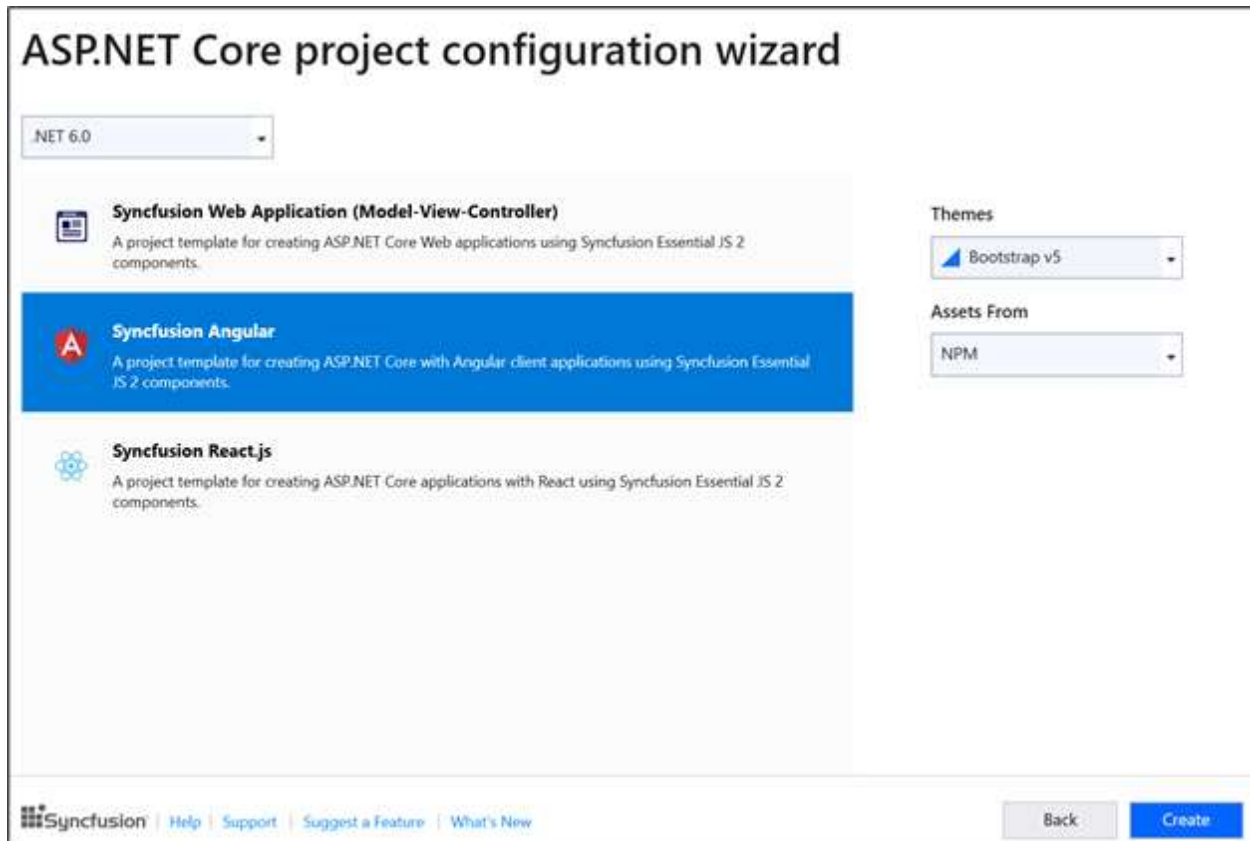 ASP.NET Core project configuration wizard
.NET 6.0
Syncfusion Web Application (Model-View-Controller)
A project template for creating ASP.NET Core Web applications using Syncfusion Essential JS 2
components.
Syncfusion Angular
A project template for creating ASP.NET Core with Angular client applications using Syncfusion Essential
JS 2 components.
Syncfusion React.js
A project template for creating ASP.NET Core applications with React using Syncfusion Essential JS 2
components.
Themes
Bootstrap v5
Assets From
NPM
Syncfusion | Help | Support | Suggest a Feature | What's New
Back
Create